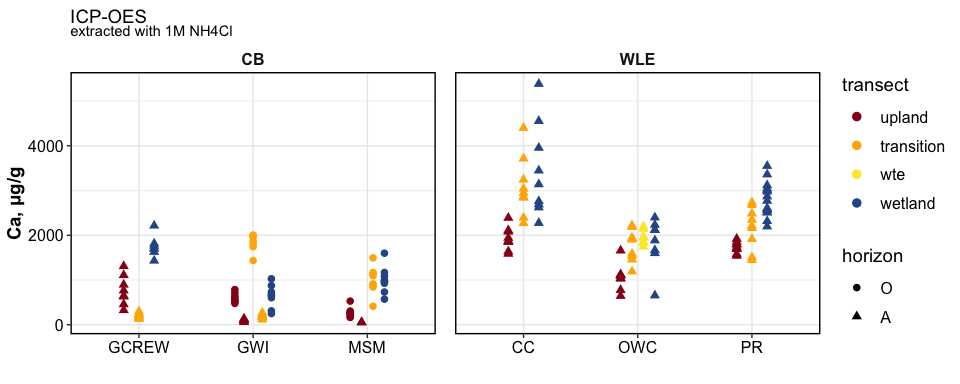 ICP-OES
extracted with 1M NH4Cl
CB
WLE
Ca, µg/g
4000
2000
0
GCREW
GWI
MSM
CC
OWC
PR
transect
upland
transition
wte
wetland
horizon
O
A